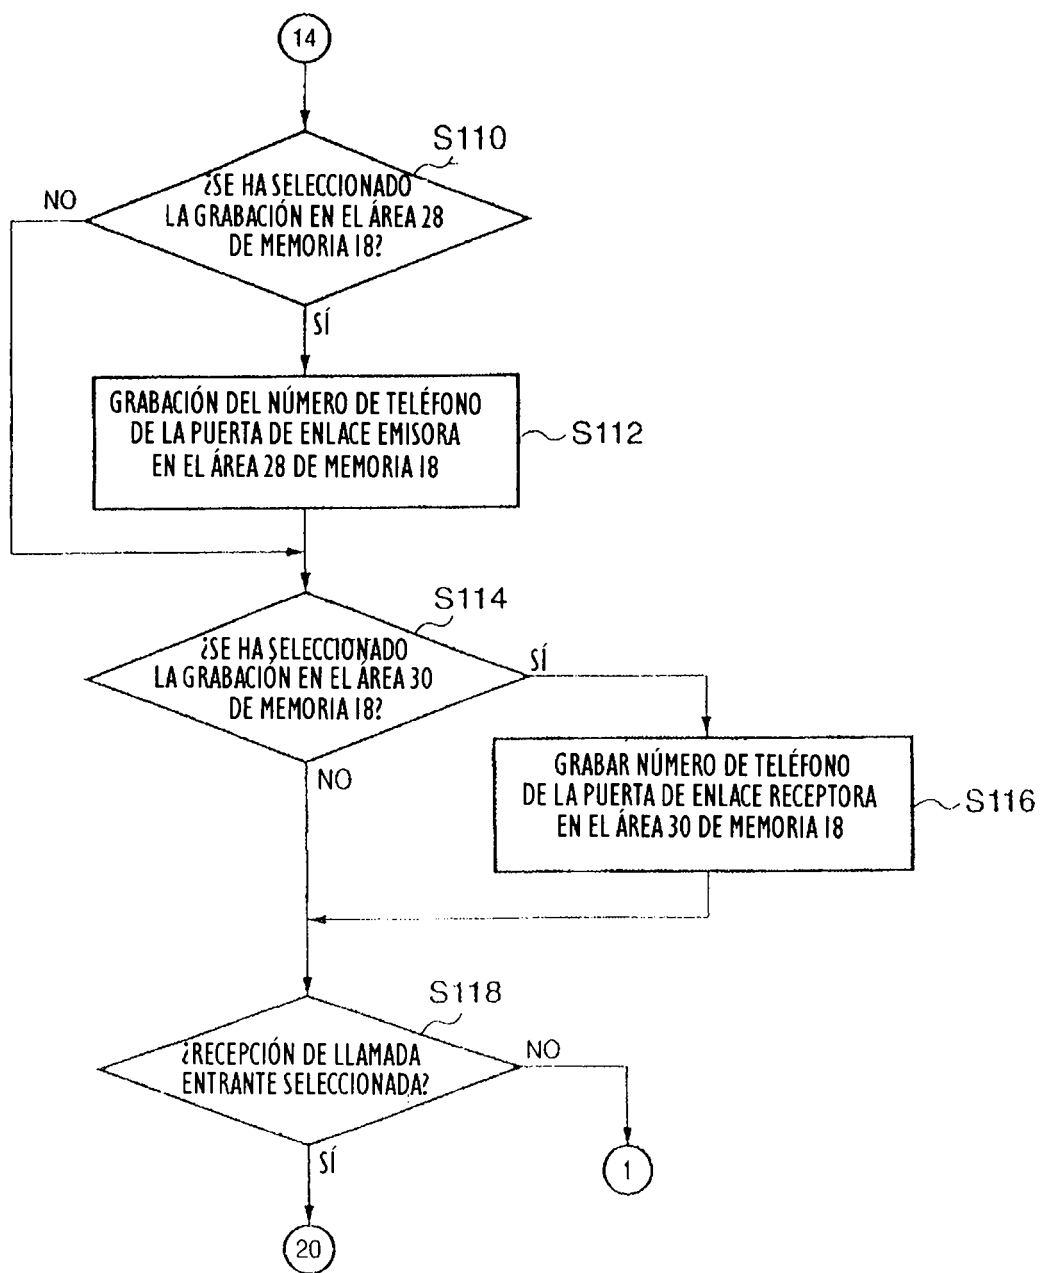 14
S110
¿SE HA SELECCIONADO
LA GRABACIÓN EN EL ÁREA 28
DE MEMORIA 18?
NO
SÍ
GRABACIÓN DEL NÚMERO DE TELÉFONO
DE LA PUERTA DE ENLACE EMISORA
EN EL ÁREA 28 DE MEMORIA 18
S112
S114
¿SE HA SELECCIONADO
LA GRABACIÓN EN EL ÁREA 30
DE MEMORIA 18?
SÍ
NO
GRABAR NÚMERO DE TELÉFONO
DE LA PUERTA DE ENLACE RECEPTORA
EN EL ÁREA 30 DE MEMORIA 18
S116
S118
¿RECEPCIÓN DE LLAMADA
ENTRANTE SELECCIONADA?
NO
SÍ
1
20